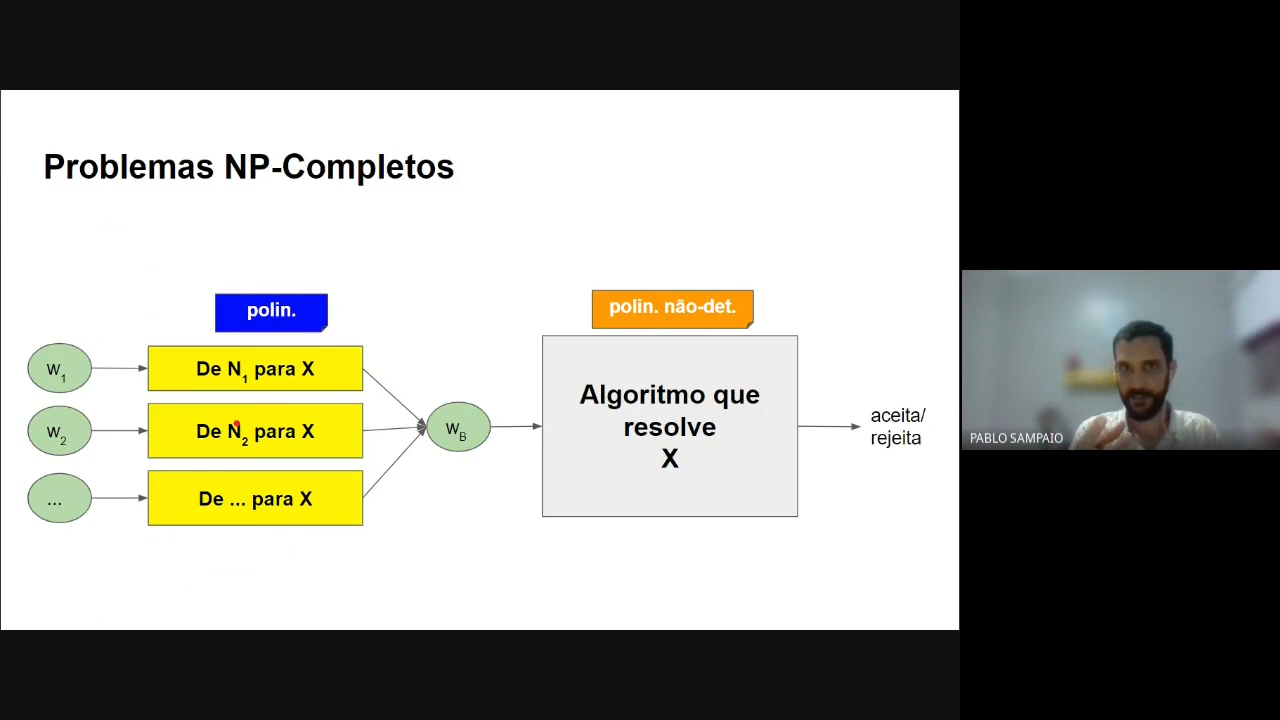 Problemas NP-Completos
polin.
polin. não-det.
w1
De N1 para X
w2
De N2 para X
...
De ... para X
wB
Algoritmo que
resolve
X
aceita/
rejeita
PABLO SAMPAIO